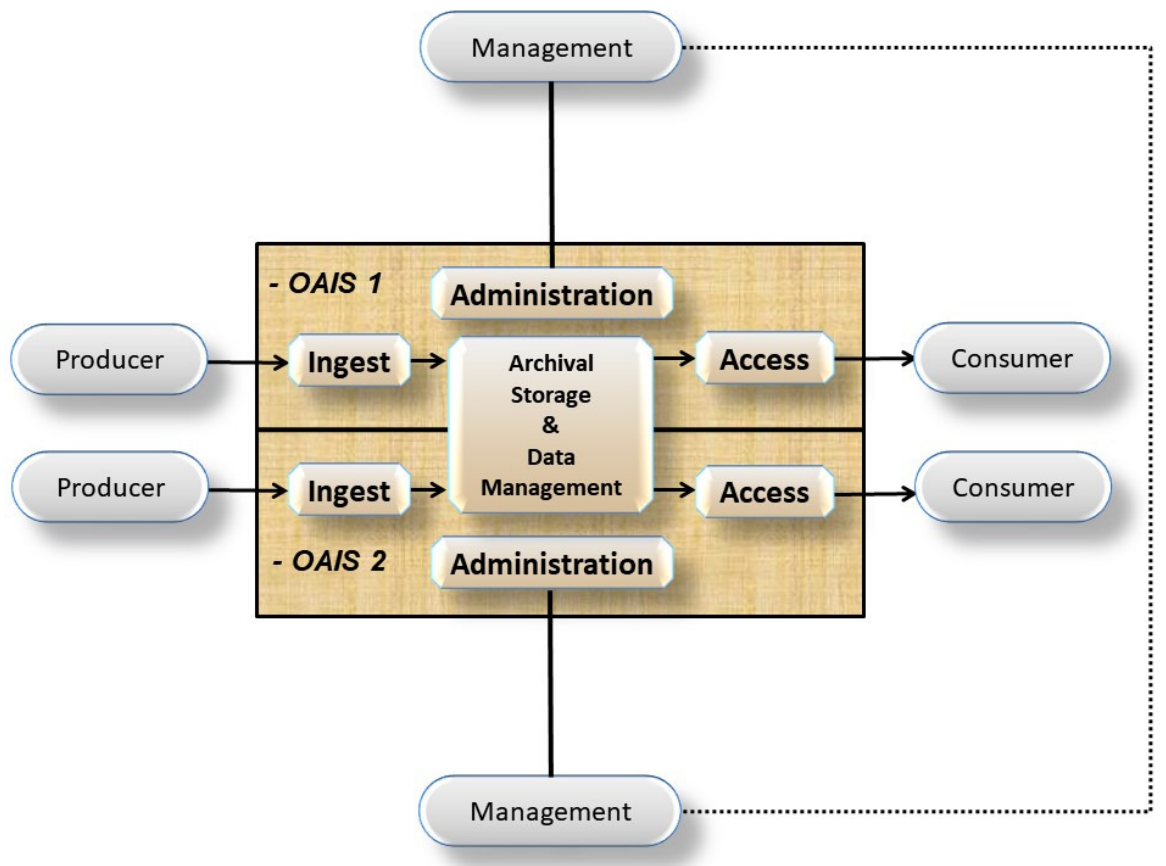 Management
- OAIS 1
Administration
Producer
Ingest
Archival
Storage
&
Data
Management
Access
Consumer
Producer
Ingest
Access
Consumer
- OAIS 2
Administration
Management